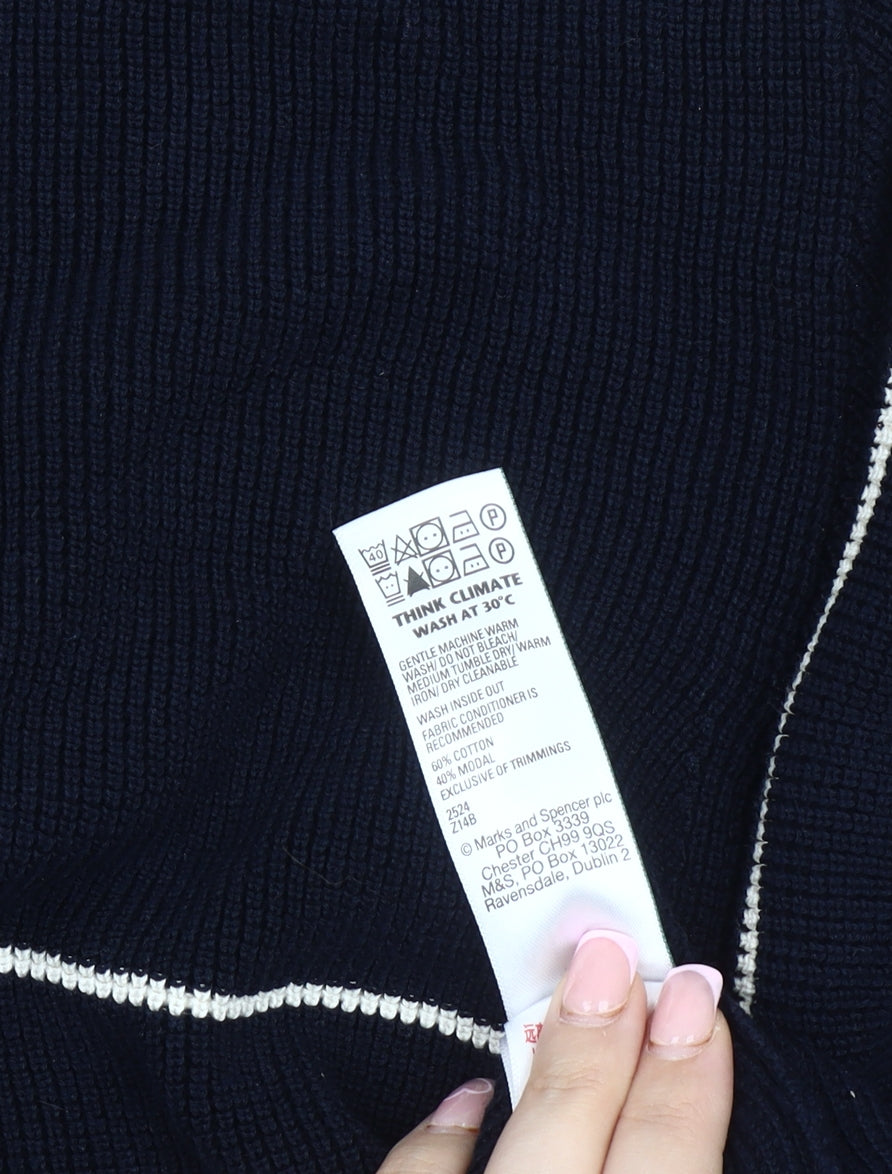 40 P
P
THINK CLIMATE
WASH AT 30°C
GENTLE MACHINE WARM
WASH/ DO NOT BLEACH/
MEDIUM TUMBLE DRY/ WARM
IRON/ DRY CLEANABLE
WASH INSIDE OUT
FABRIC CONDITIONER IS
RECOMMENDED
60% COTTON
40% MODAL
EXCLUSIVE OF TRIMMINGS
2524
Z14B
© Marks and Spencer plc
PO Box 3339
Chester CH99 9QS
M&S, PO Box 13022
Ravensdale, Dublin 2